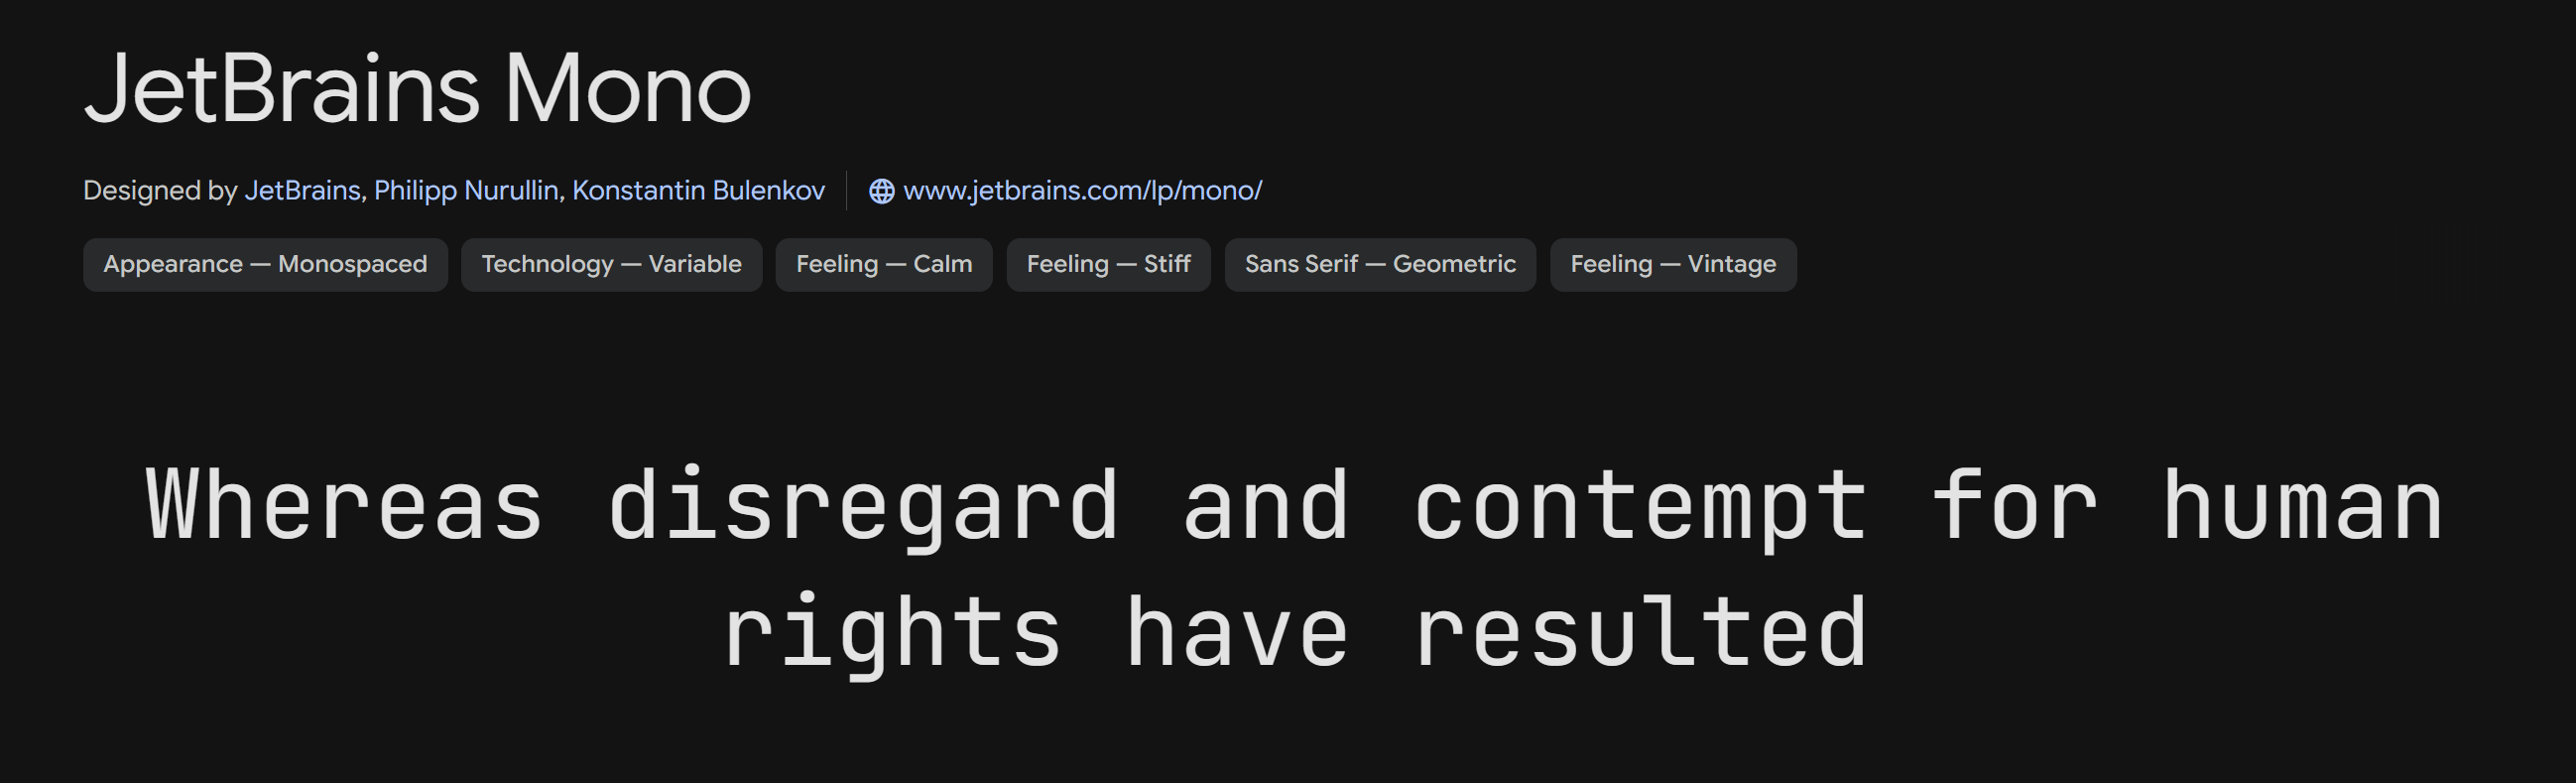 JetBrains Mono
Designed by JetBrains, Philipp Nurullin, Konstantin Bulenkov www.jetbrains.com/lp/mono/
Appearance — Monospaced Technology — Variable Feeling — Calm Feeling — Stiff Sans Serif — Geometric Feeling — Vintage
Whereas disregard and contempt for human
rights have resulted